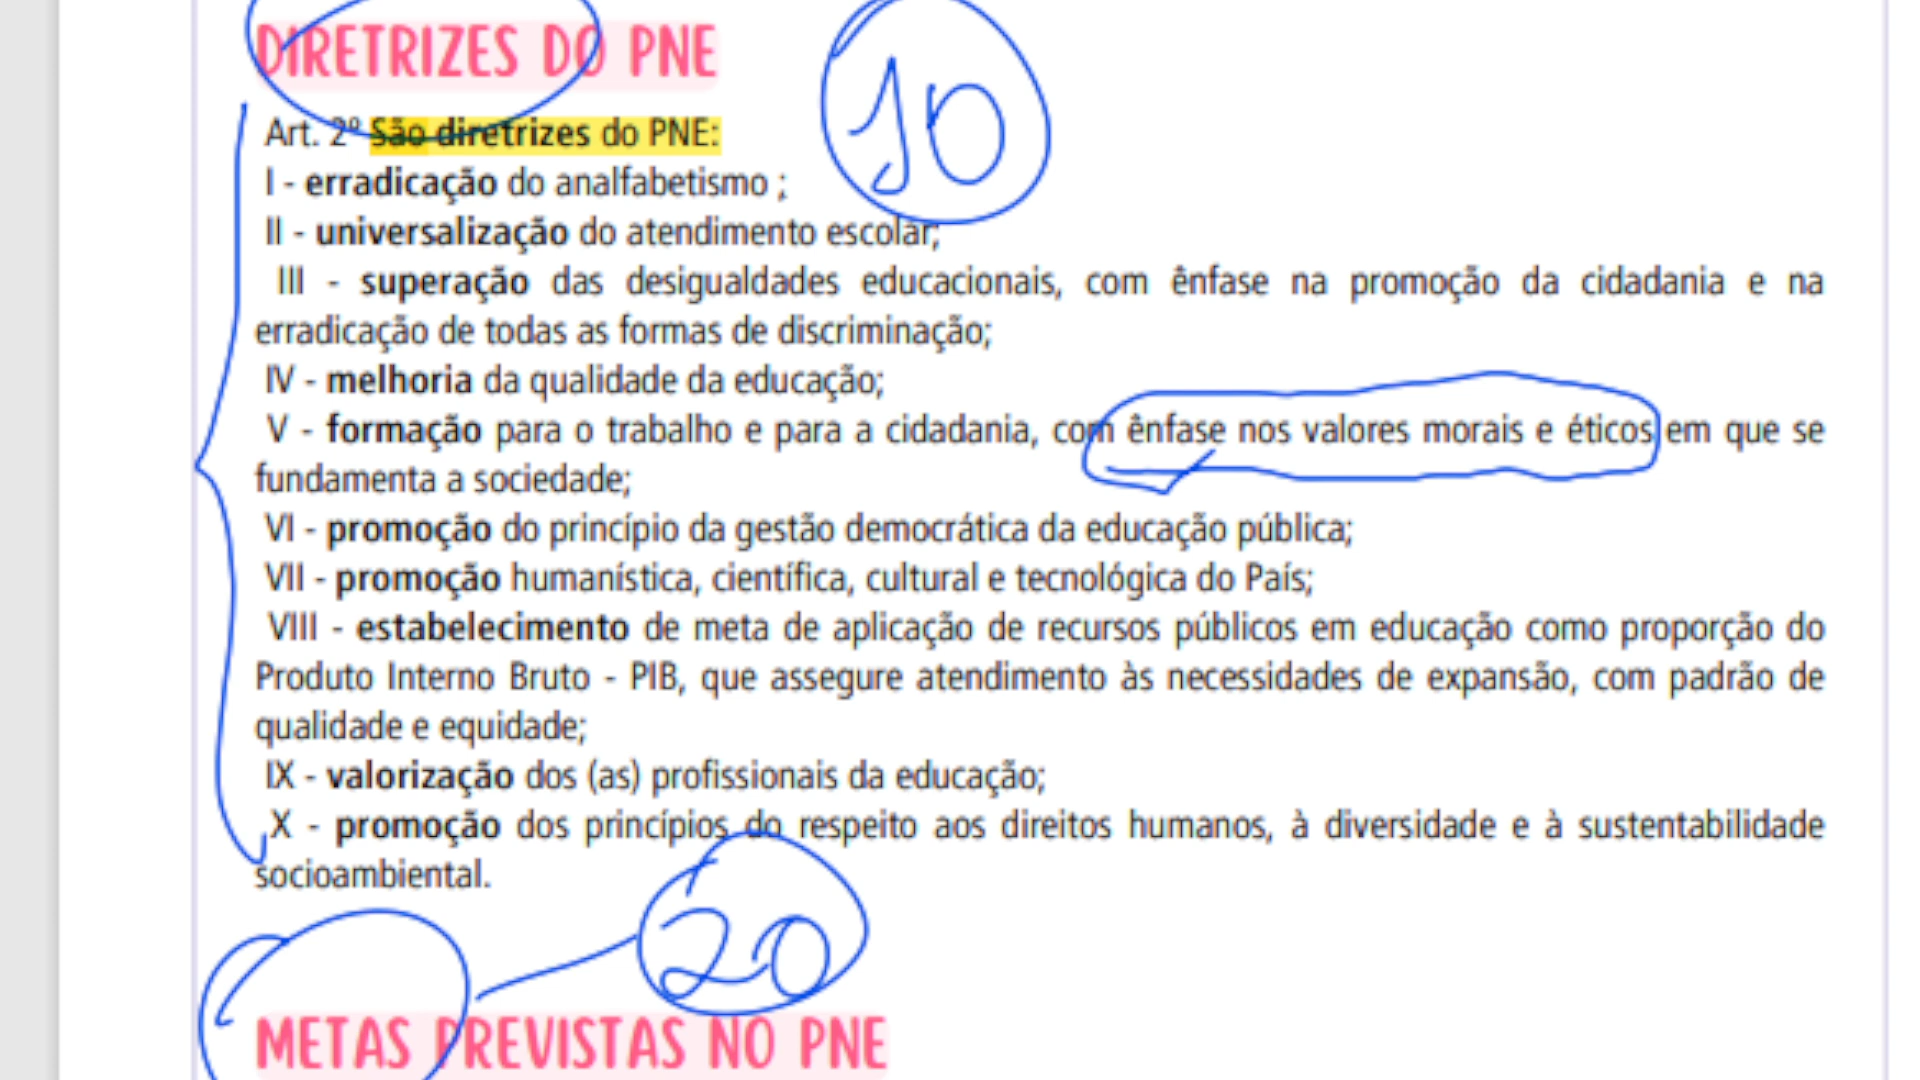 DIRETRIZES DO PNE
10
Art. 2º São diretrizes do PNE:
I - erradicação do analfabetismo ;
II - universalização do atendimento escolar;
III - superação das desigualdades educacionais, com ênfase na promoção da cidadania e na
erradicação de todas as formas de discriminação;
IV - melhoria da qualidade da educação;
V - formação para o trabalho e para a cidadania, com ênfase nos valores morais e éticos em que se
fundamenta a sociedade;
VI - promoção do princípio da gestão democrática da educação pública;
VII - promoção humanística, científica, cultural e tecnológica do País;
VIII - estabelecimento de meta de aplicação de recursos públicos em educação como proporção do
Produto Interno Bruto - PIB, que assegure atendimento às necessidades de expansão, com padrão de
qualidade e equidade;
IX - valorização dos (as) profissionais da educação;
X - promoção dos princípios do respeito aos direitos humanos, à diversidade e à sustentabilidade
socioambiental.
20
METAS PREVISTAS NO PNE